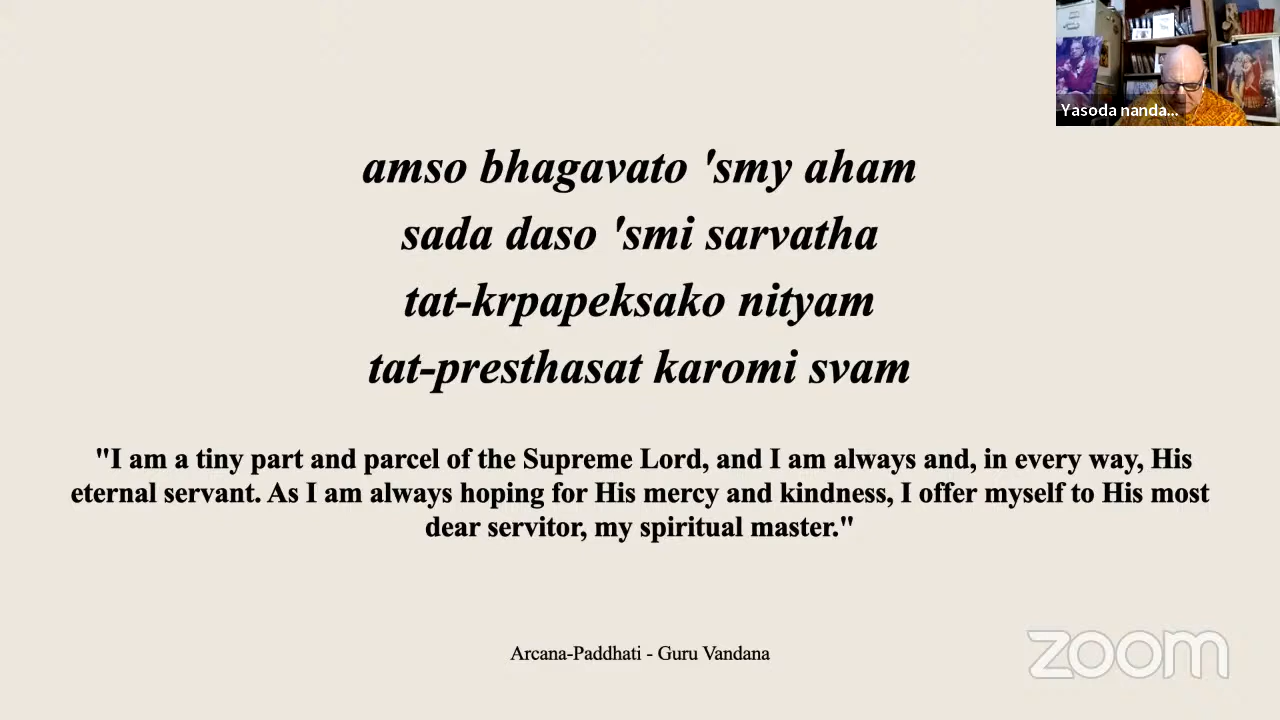 Yasoda nanda...
amso bhagavato 'smy aham
sada daso 'smi sarvatha
tat-krpapeksako nityam
tat-presthasat karomi svam
"I am a tiny part and parcel of the Supreme Lord, and I am always and, in every way, His
eternal servant. As I am always hoping for His mercy and kindness, I offer myself to His most
dear servitor, my spiritual master."
Arcana-Paddhati - Guru Vandana
zoom